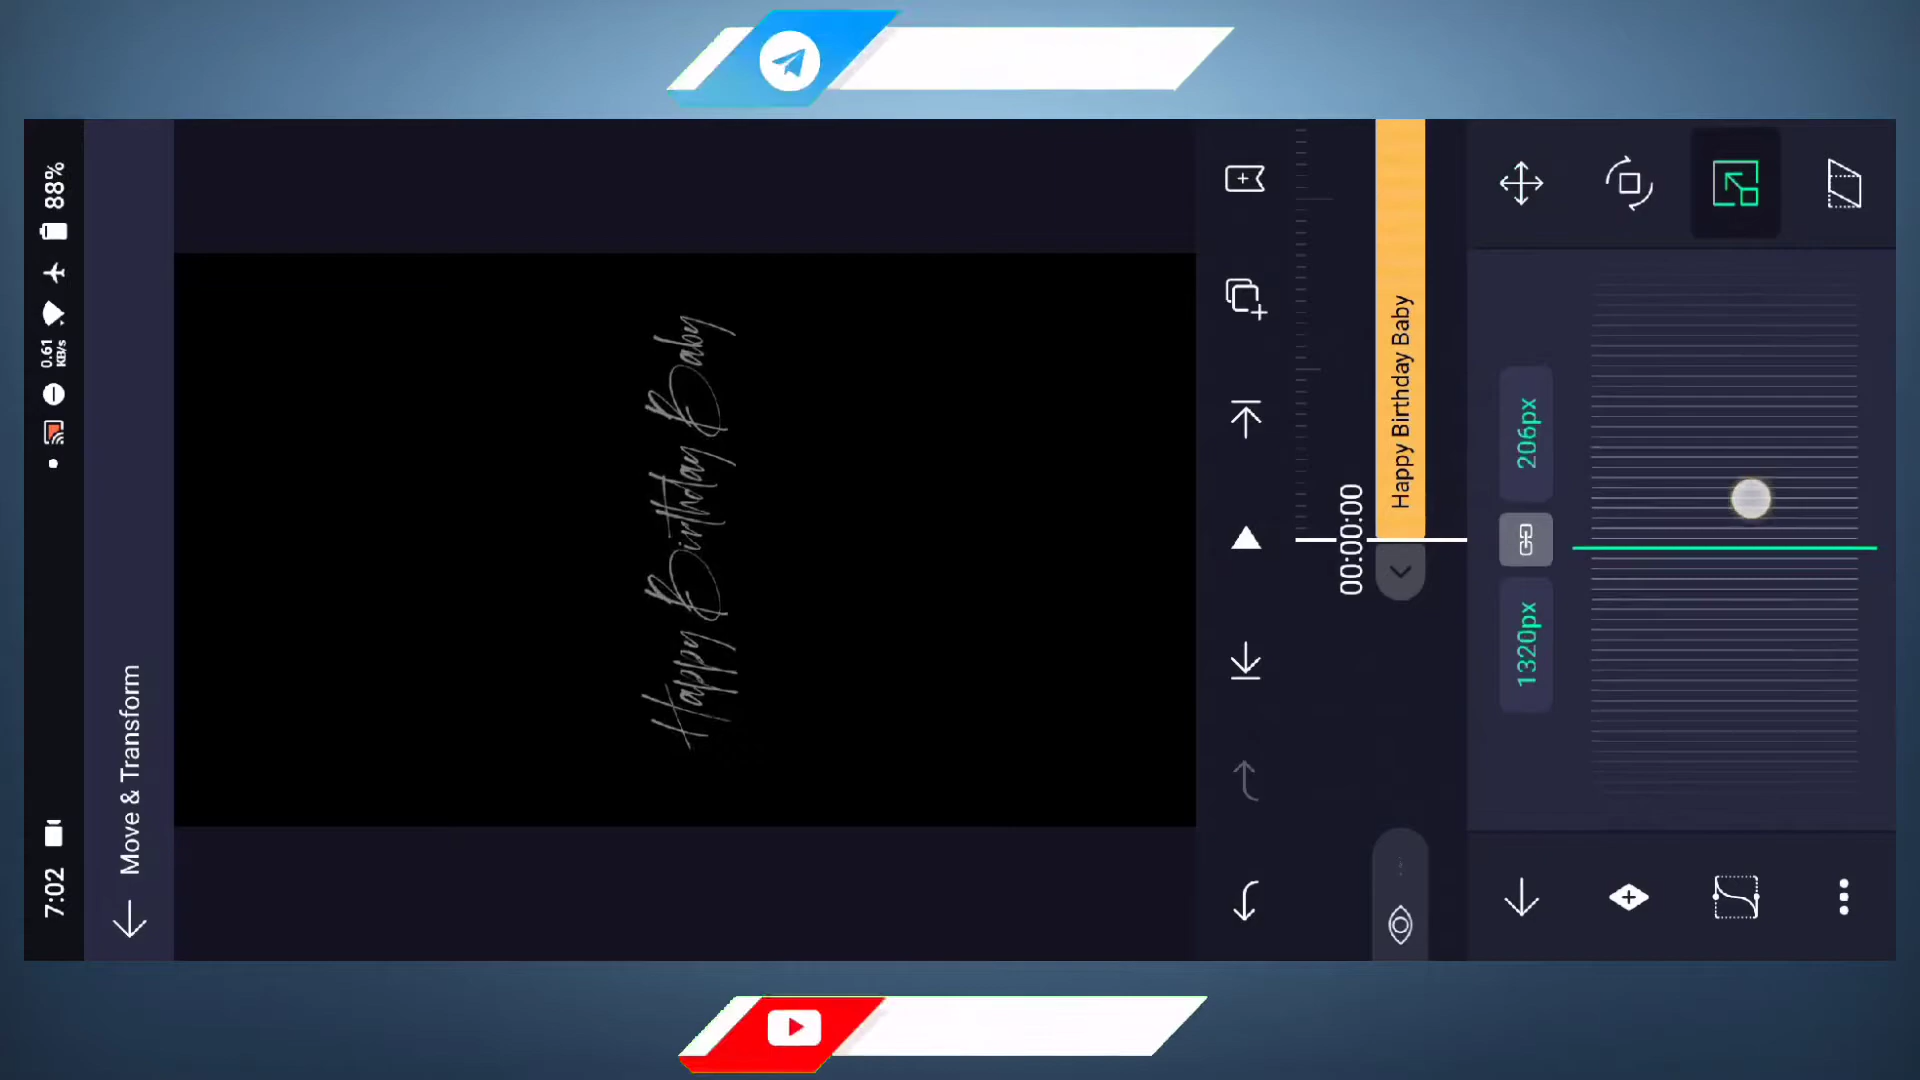 7:02
0.61
KB/s
88%
Move & Transform
Happy Birthday Baby
00:00:00
Happy Birthday Baby
1320px
206px